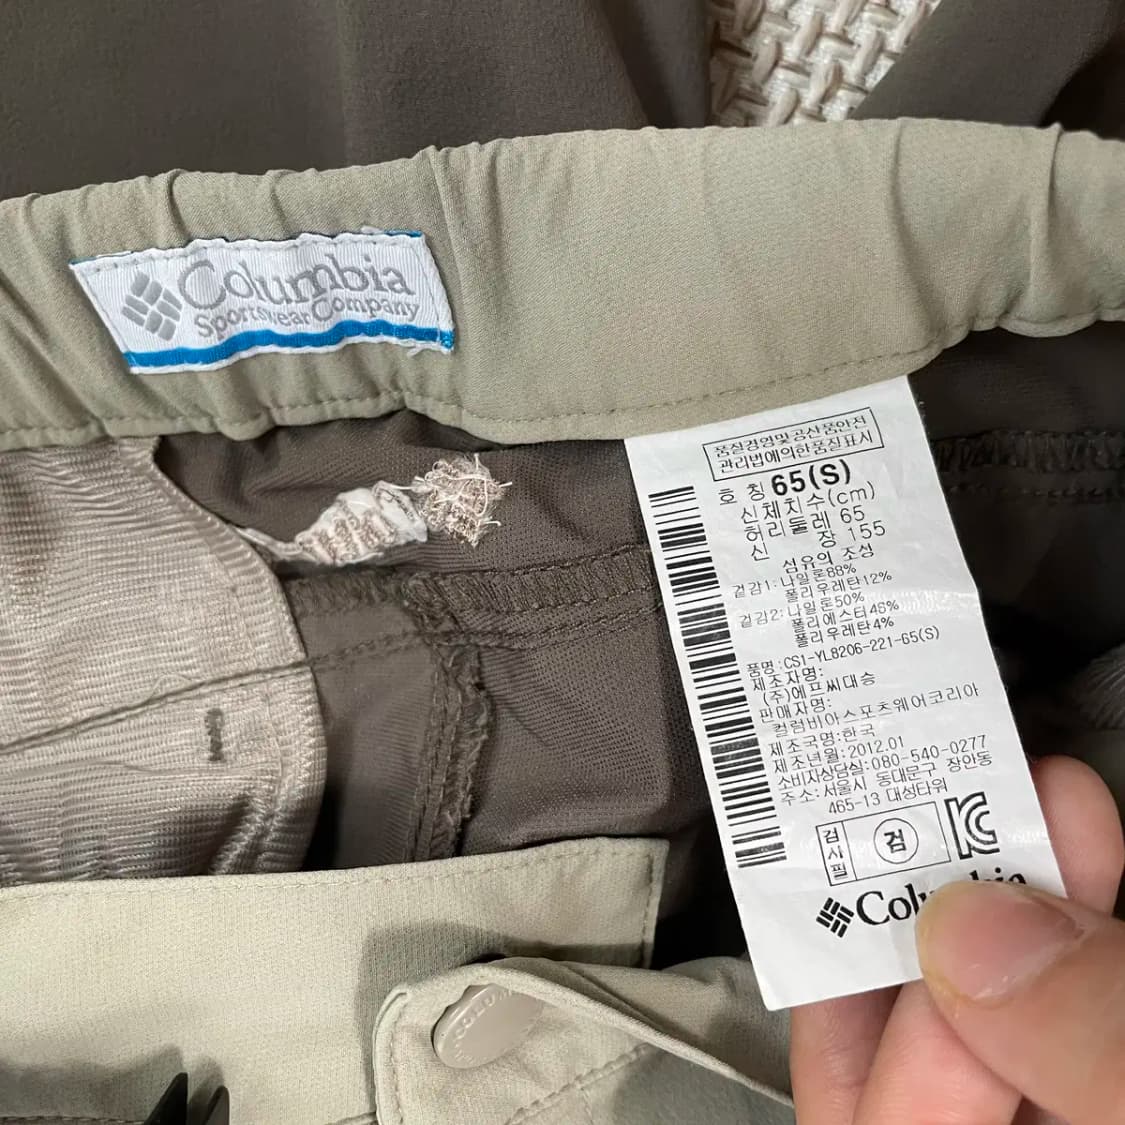 Columbia
Sportswear Company
품질경영및공산품안전
관리법에의한품질표시
호 칭 65(S)
신체치수(cm)
허리둘레 65
신 장 155
섬유의 조성
겉감1: 나일론88%
폴리우레탄12%
겉감2: 나일론50%
폴리에스터46%
폴리우레탄4%
품명:CS1-YL8206-221-65(S)
제조자명:
(주)에프씨대승
판매자명:
컬럼비아스포츠웨어코리아
제조국명:한국
제조년월:2012.01
소비자상담실:080-540-0277
주소:서울시 동대문구 장안동
465-13 대성타워
검사필 검 KC